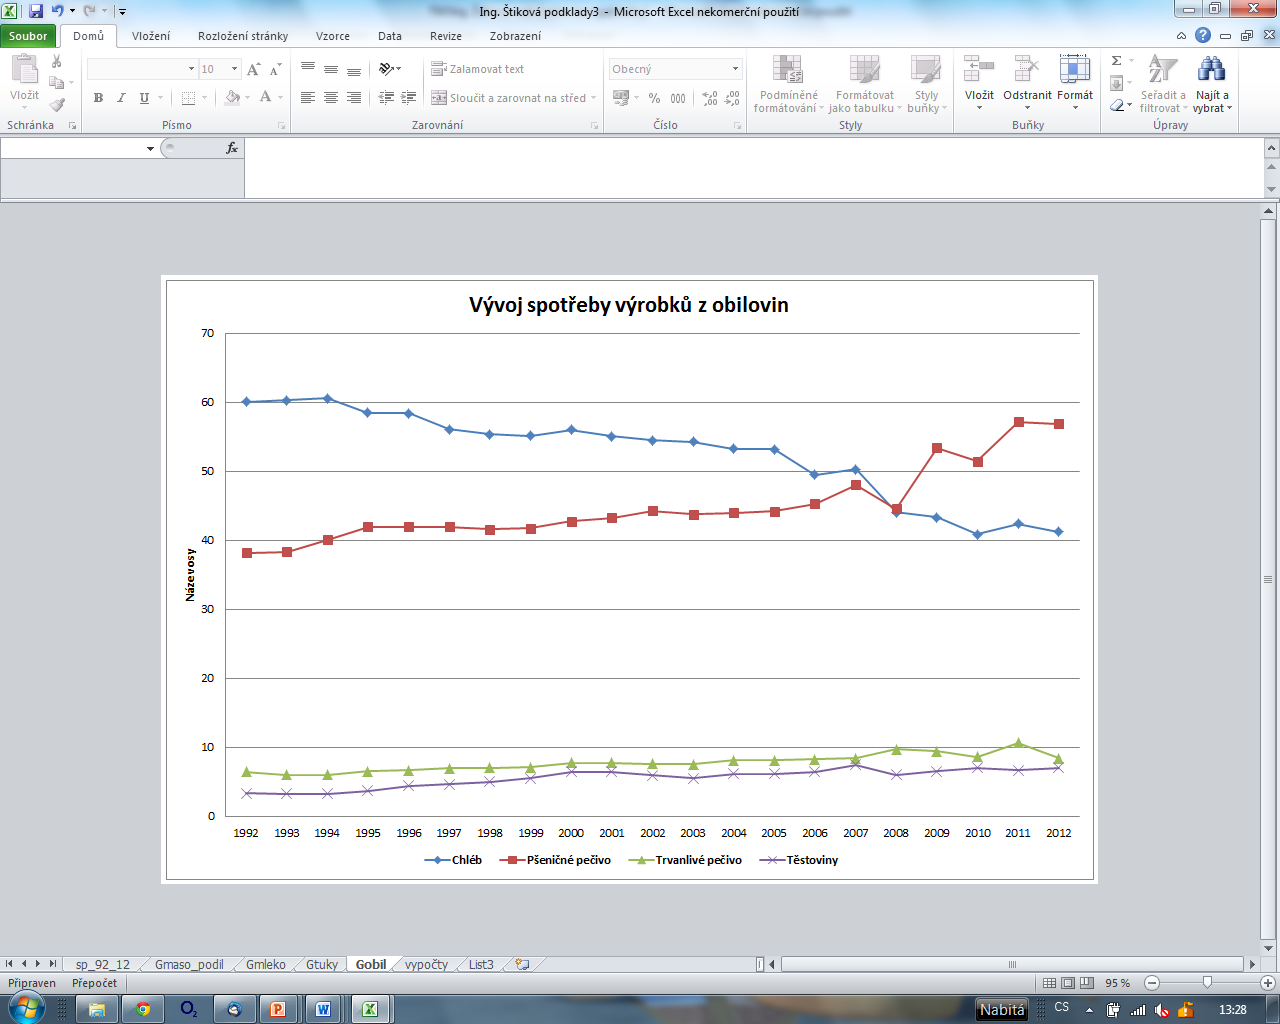 Ing. Štiková podklady3 - Microsoft Excel nekomerční použití
Soubor Domů Vložení Rozložení stránky Vzorce Data Revize Zobrazení
Vložit
10
B I U A
Zalamovat text
Sloučit a zarovnat na střed
Obecný
% 000
Podmíněné formátování
Formátovat jako tabulku
Styly buňky
Vložit Odstranit Formát
Σ
Seřadit a filtrovat
Najít a vybrat
Schránka Písmo Zarovnání Číslo Styly Buňky Úpravy
fx
Vývoj spotřeby výrobků z obilovin
70
60
50
40
30
20
10
0
Název osy
1992 1993 1994 1995 1996 1997 1998 1999 2000 2001 2002 2003 2004 2005 2006 2007 2008 2009 2010 2011 2012
Chléb Pšeničné pečivo Trvanlivé pečivo Těstoviny
sp_92_12 Gmaso_podil Gmleko Gtuky Gobil vypočty List3
Připraven Přepočet 95 %
O2 Nabitá CS 13:28